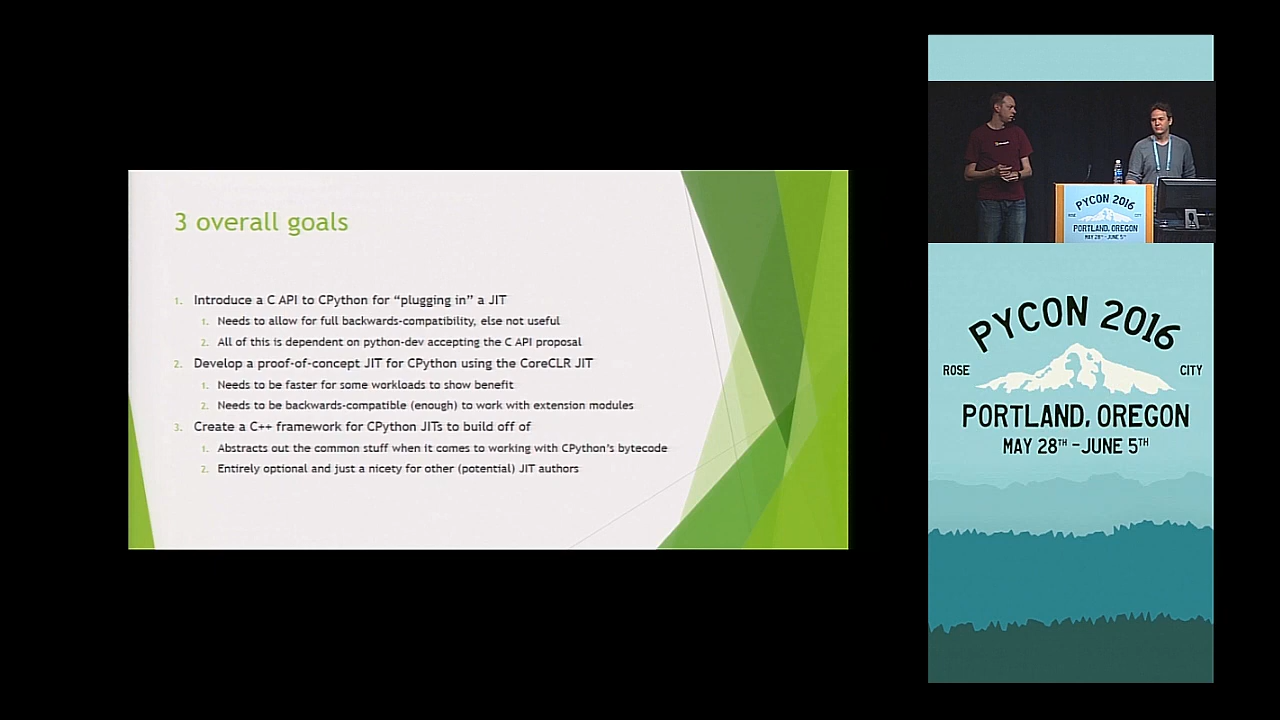 3 overall goals
1. Introduce a C API to CPython for “plugging in” a JIT
1. Needs to allow for full backwards-compatibility, else not useful
2. All of this is dependent on python-dev accepting the C API proposal
2. Develop a proof-of-concept JIT for CPython using the CoreCLR JIT
1. Needs to be faster for some workloads to show benefit
2. Needs to be backwards-compatible (enough) to work with extension modules
3. Create a C++ framework for CPython JITs to build off of
1. Abstracts out the common stuff when it comes to working with CPython’s bytecode
2. Entirely optional and just a nicety for other (potential) JIT authors
PYCON 2016
ROSE CITY
PORTLAND, OREGON
MAY 28TH - JUNE 5TH
PYCON 2016
ROSE CITY
PORTLAND, OREGON
MAY 28TH - JUNE 5TH